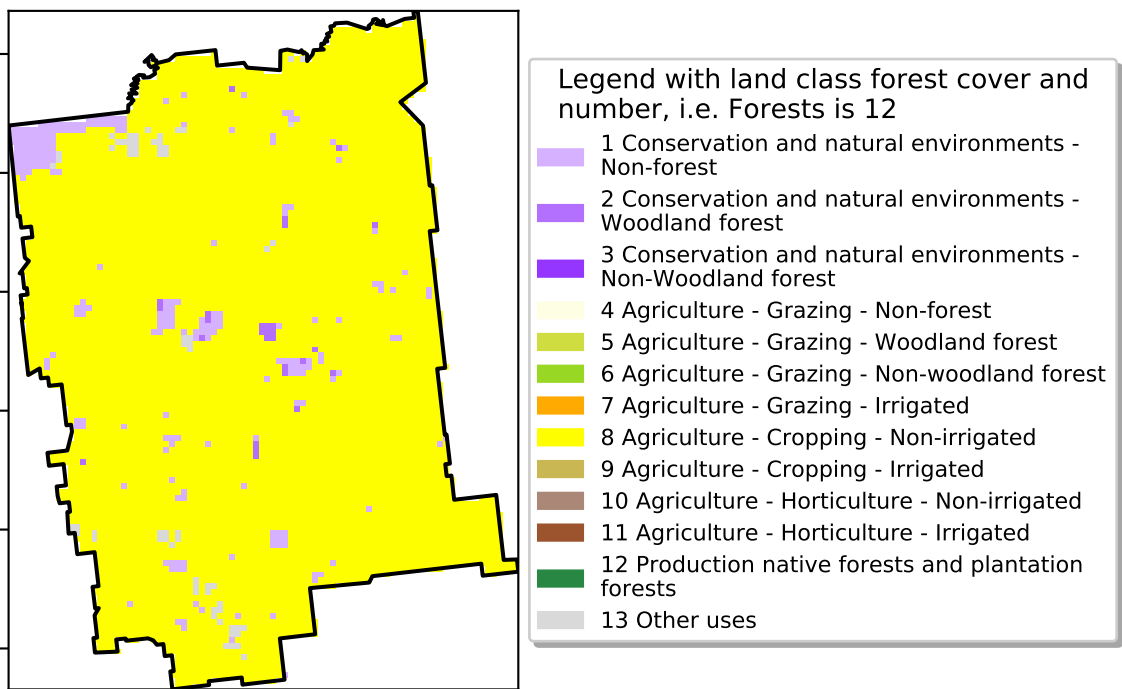 Legend with land class forest cover and
number, i.e. Forests is 12
1 Conservation and natural environments -
Non-forest
2 Conservation and natural environments -
Woodland forest
3 Conservation and natural environments -
Non-Woodland forest
4 Agriculture - Grazing - Non-forest
5 Agriculture - Grazing - Woodland forest
6 Agriculture - Grazing - Non-woodland forest
7 Agriculture - Grazing - Irrigated
8 Agriculture - Cropping - Non-irrigated
9 Agriculture - Cropping - Irrigated
10 Agriculture - Horticulture - Non-irrigated
11 Agriculture - Horticulture - Irrigated
12 Production native forests and plantation
forests
13 Other uses